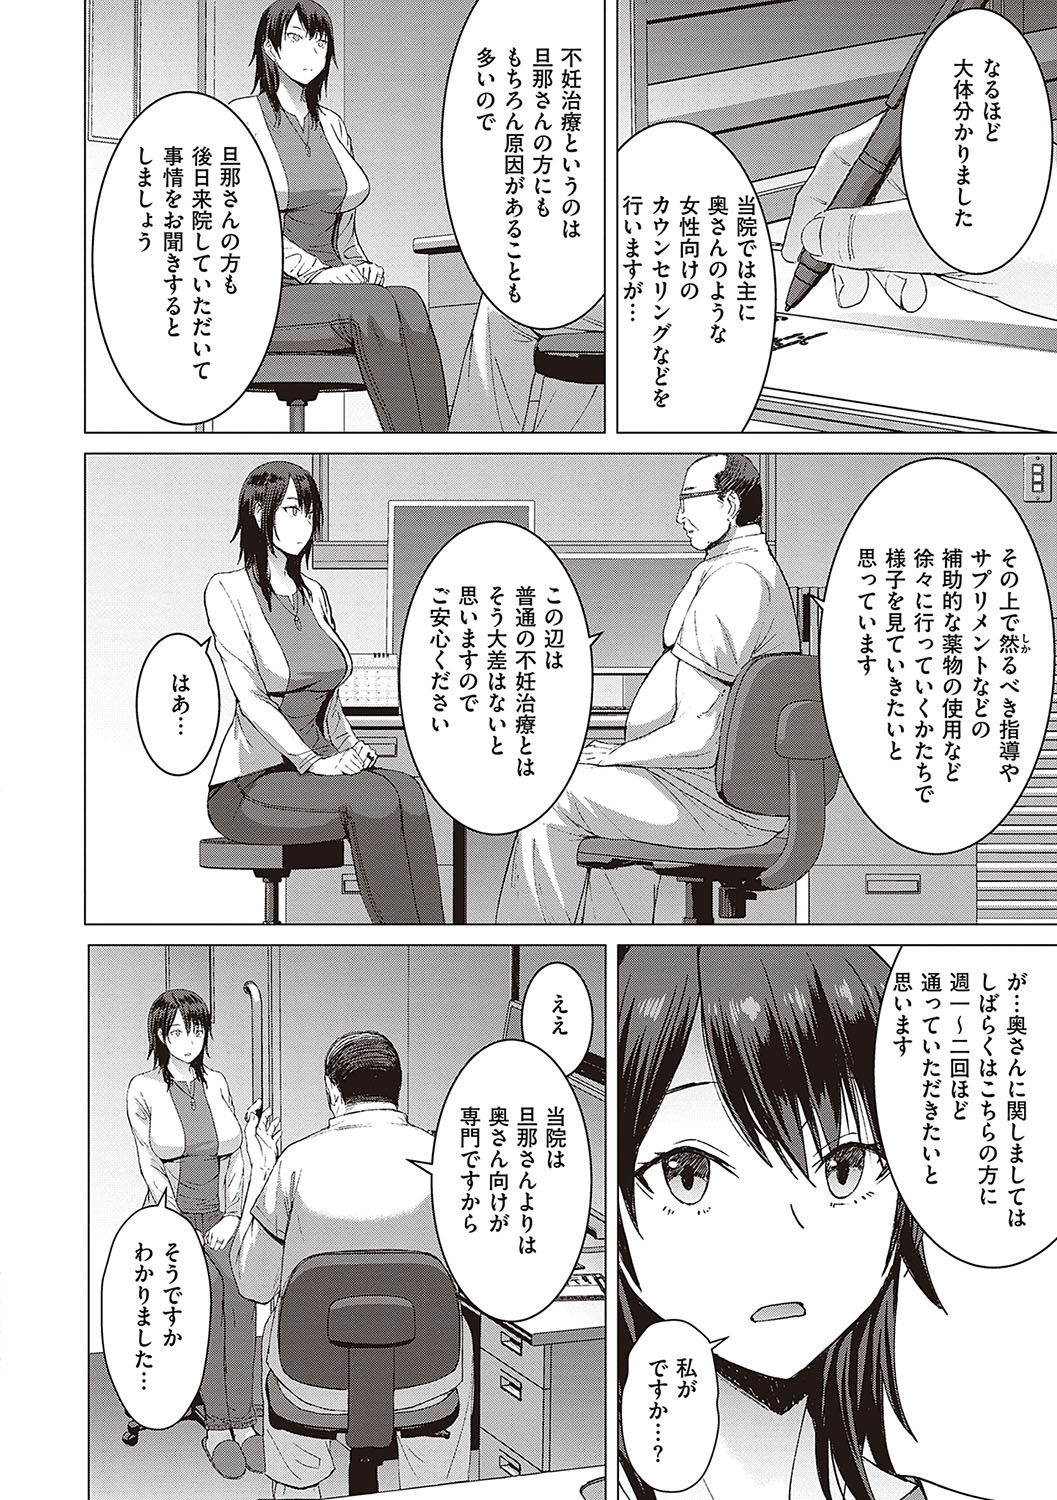 なるほど
大体分かりました
当院では主に
奥さんのような
女性向けの
カウンセリングなどを
行いますが…
不妊治療というのは
旦那さんの方にも
もちろん原因があることも
多いので
旦那さんの方も
後日来院していただいて
事情をお聞きすると
しましょう
その上で然るべき指導や
しか
サプリメントなどの
補助的な薬物の使用など
徐々に行っていくかたちで
様子を見ていきたいと
思っています
この辺は
普通の不妊治療とは
そう大差はないと
思いますので
ご安心ください
はあ…
が…奥さんに関しましては
しばらくはこちらの方に
週一～二回ほど
通っていただきたいと
思います
私が
ですか…?
ええ
当院は
旦那さんよりは
奥さん向けが
専門ですから
そうですか
わかりました…